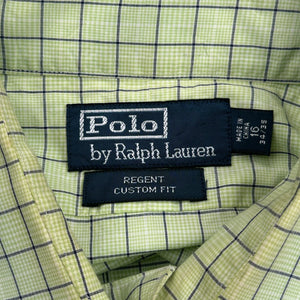 Polo
by Ralph Lauren
REGENT
CUSTOM FIT
MADE IN
CHINA
16
34/35